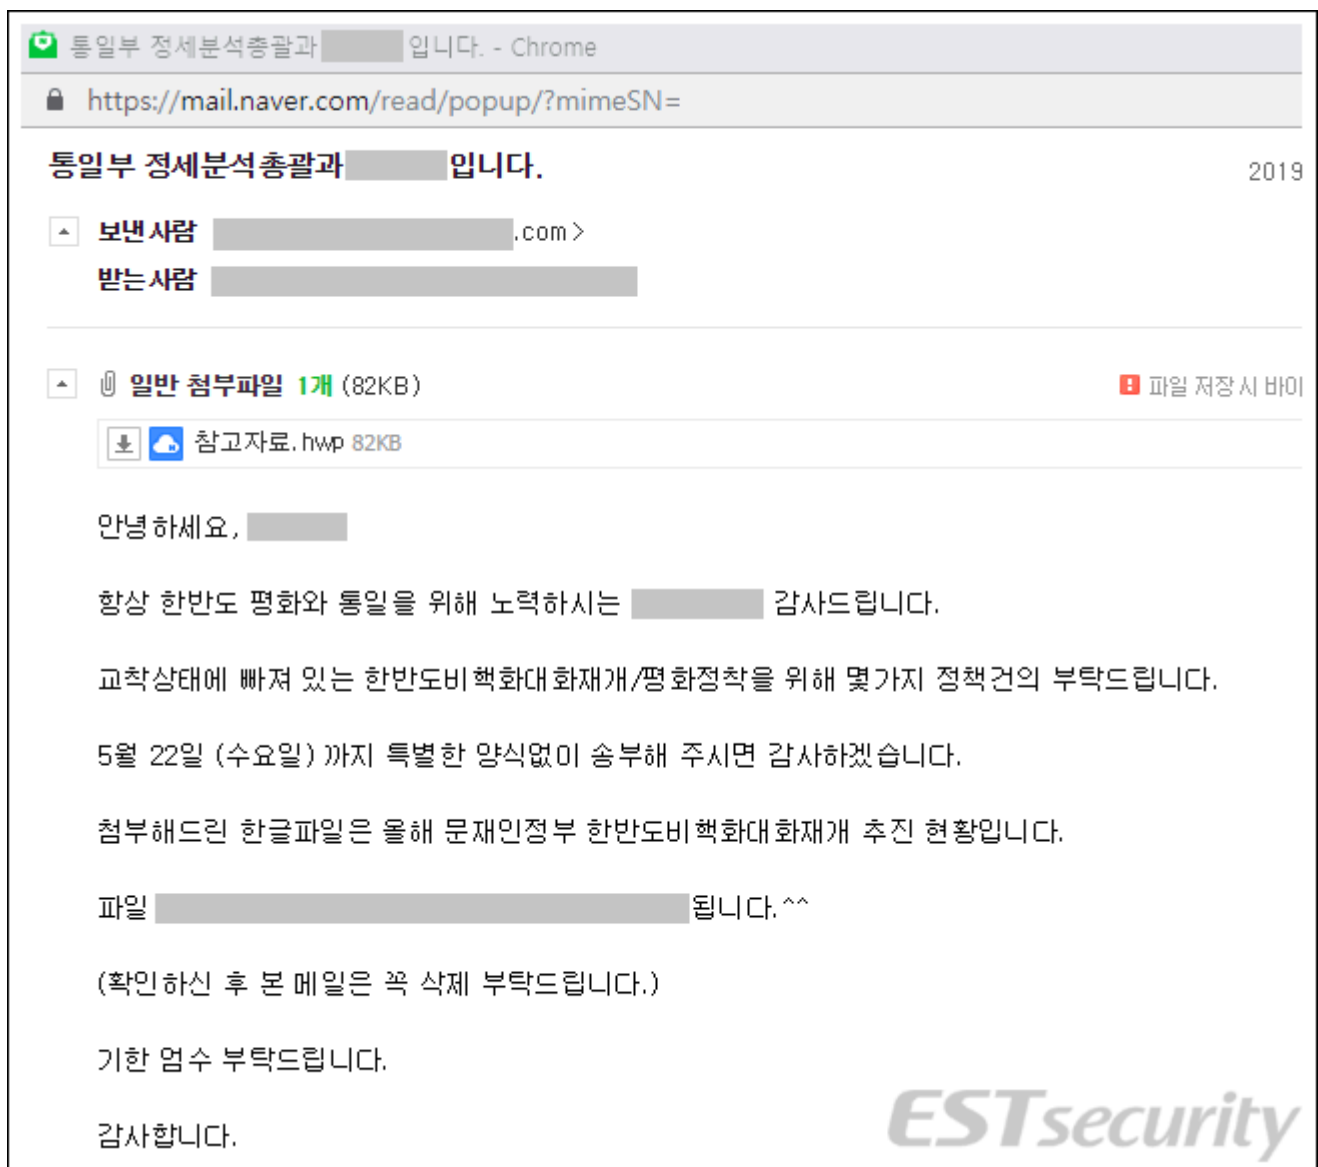 통일부 정세분석총괄과 입니다. - Chrome
https://mail.naver.com/read/popup/?mimeSN=
통일부 정세분석총괄과 입니다.
2019
보낸사람 .com>
받는사람
일반 첨부파일 1개 (82KB)
파일 저장 시 바이
참고자료.hwp 82KB
안녕하세요,
항상 한반도 평화와 통일을 위해 노력하시는 감사드립니다.
교착상태에 빠져 있는 한반도비핵화대화재개/평화정착을 위해 몇가지 정책건의 부탁드립니다.
5월 22일 (수요일) 까지 특별한 양식없이 송부해 주시면 감사하겠습니다.
첨부해드린 한글파일은 올해 문재인정부 한반도비핵화대화재개 추진 현황입니다.
파일 됩니다.^^
(확인하신 후 본 메일은 꼭 삭제 부탁드립니다.)
기한 엄수 부탁드립니다.
감사합니다.
ESTsecurity